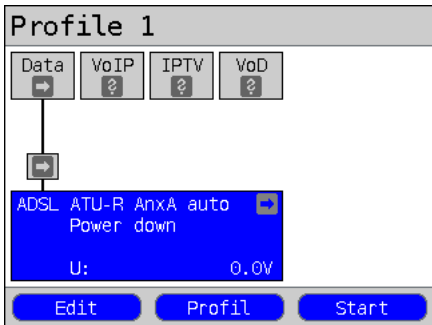 Profile 1
Data VoIP IPTV VoD
? ? ?
ADSL ATU-R AnxA auto
Power down
U: 0.0V
Edit Profil Start